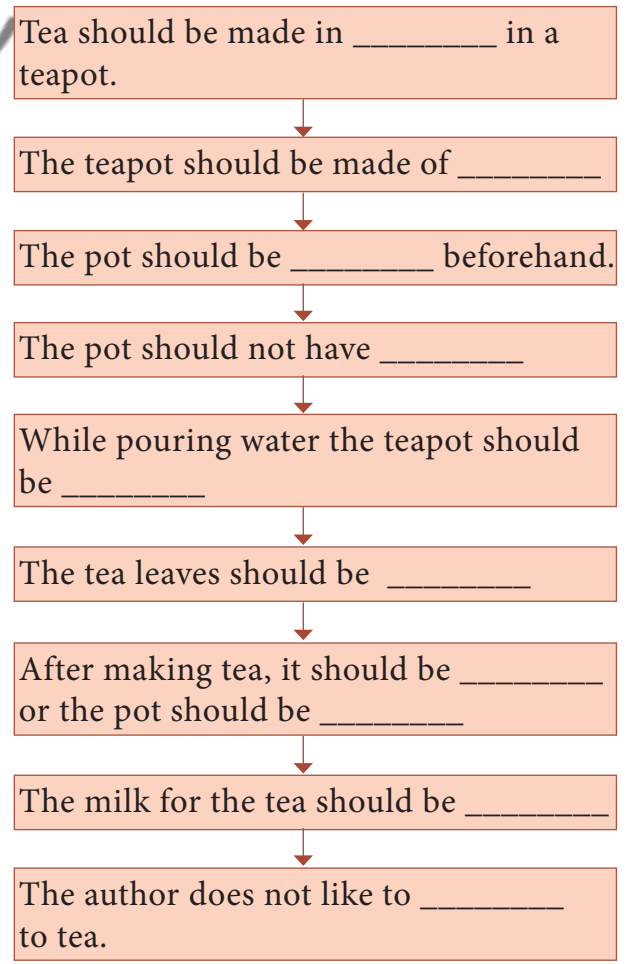 Tea should be made in ________ in a
teapot.
The teapot should be made of ________
The pot should be ________ beforehand.
The pot should not have ________
While pouring water the teapot should
be ________
The tea leaves should be ________
After making tea, it should be ________
or the pot should be ________
The milk for the tea should be ________
The author does not like to ________
to tea.